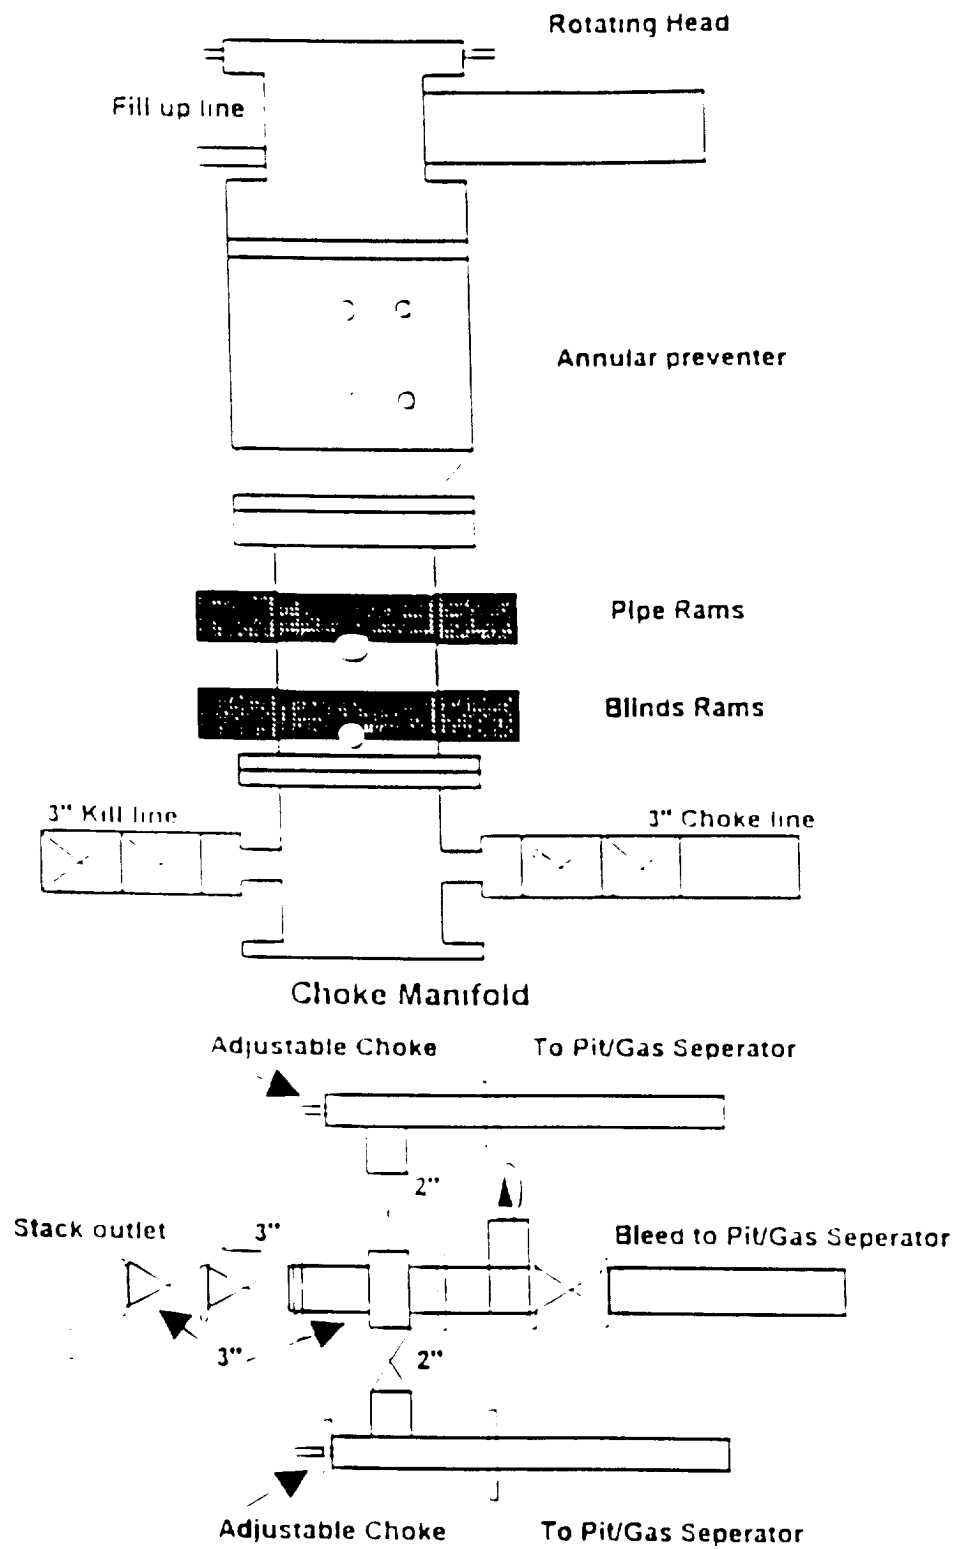 Rotating Head
Fill up line
Annular preventer
Pipe Rams
Blinds Rams
3" Kill line
3" Choke line
Choke Manifold
Adjustable Choke
To Pit/Gas Seperator
2"
Stack outlet
3"
Bleed to Pit/Gas Seperator
3"
2"
Adjustable Choke
To Pit/Gas Seperator